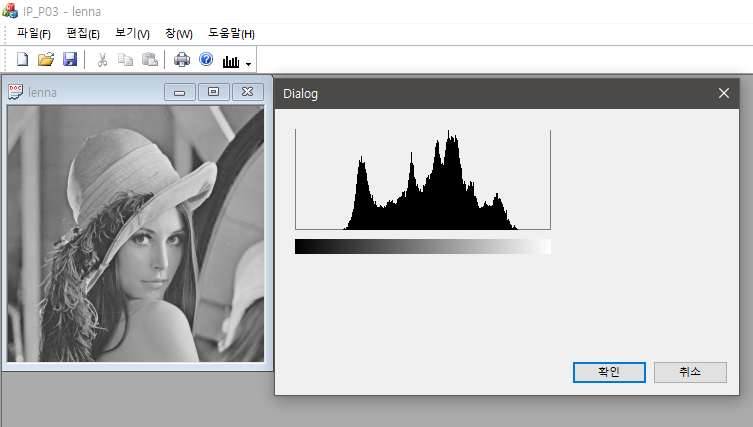 IP_P03 - lenna
파일(F) 편집(E) 보기(V) 창(W) 도움말(H)
lenna
Dialog
확인 취소